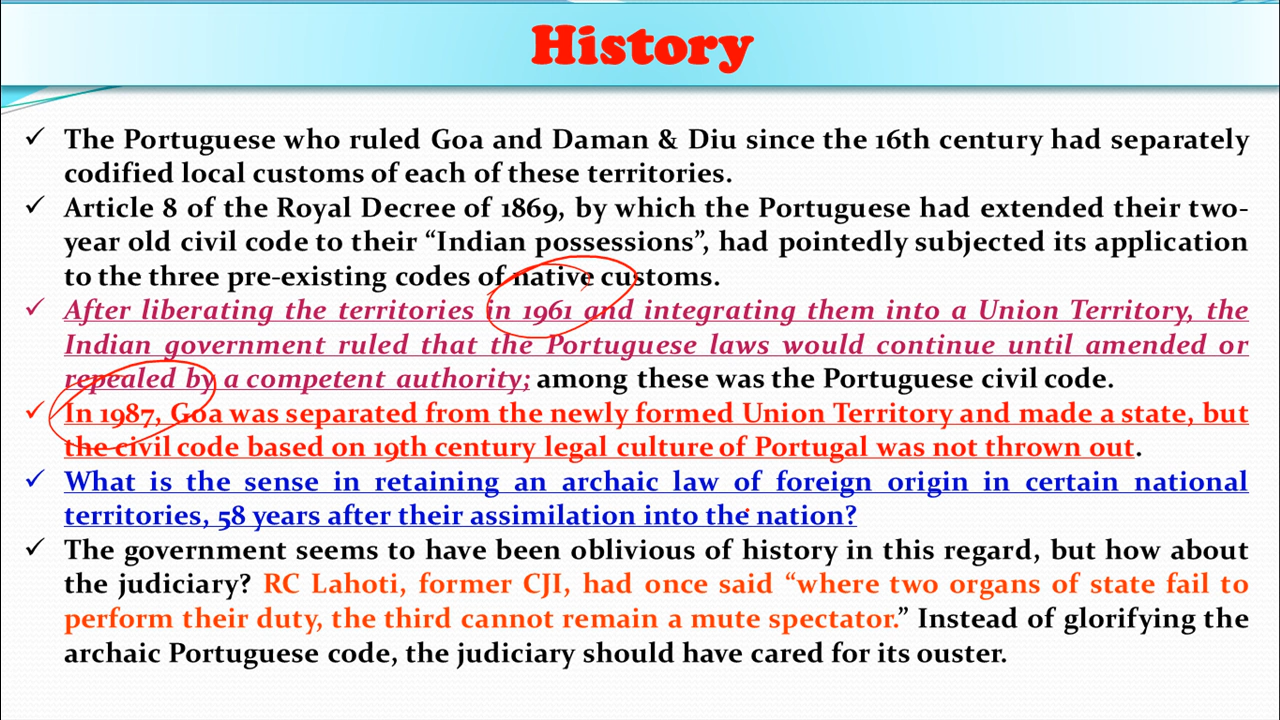 History
✓ The Portuguese who ruled Goa and Daman & Diu since the 16th century had separately
codified local customs of each of these territories.
✓ Article 8 of the Royal Decree of 1869, by which the Portuguese had extended their two-
year old civil code to their “Indian possessions”, had pointedly subjected its application
to the three pre-existing codes of native customs.
✓ After liberating the territories in 1961 and integrating them into a Union Territory, the
Indian government ruled that the Portuguese laws would continue until amended or
repealed by a competent authority; among these was the Portuguese civil code.
✓ In 1987, Goa was separated from the newly formed Union Territory and made a state, but
the civil code based on 19th century legal culture of Portugal was not thrown out.
✓ What is the sense in retaining an archaic law of foreign origin in certain national
territories, 58 years after their assimilation into the nation?
✓ The government seems to have been oblivious of history in this regard, but how about
the judiciary? RC Lahoti, former CJI, had once said “where two organs of state fail to
perform their duty, the third cannot remain a mute spectator.” Instead of glorifying the
archaic Portuguese code, the judiciary should have cared for its ouster.